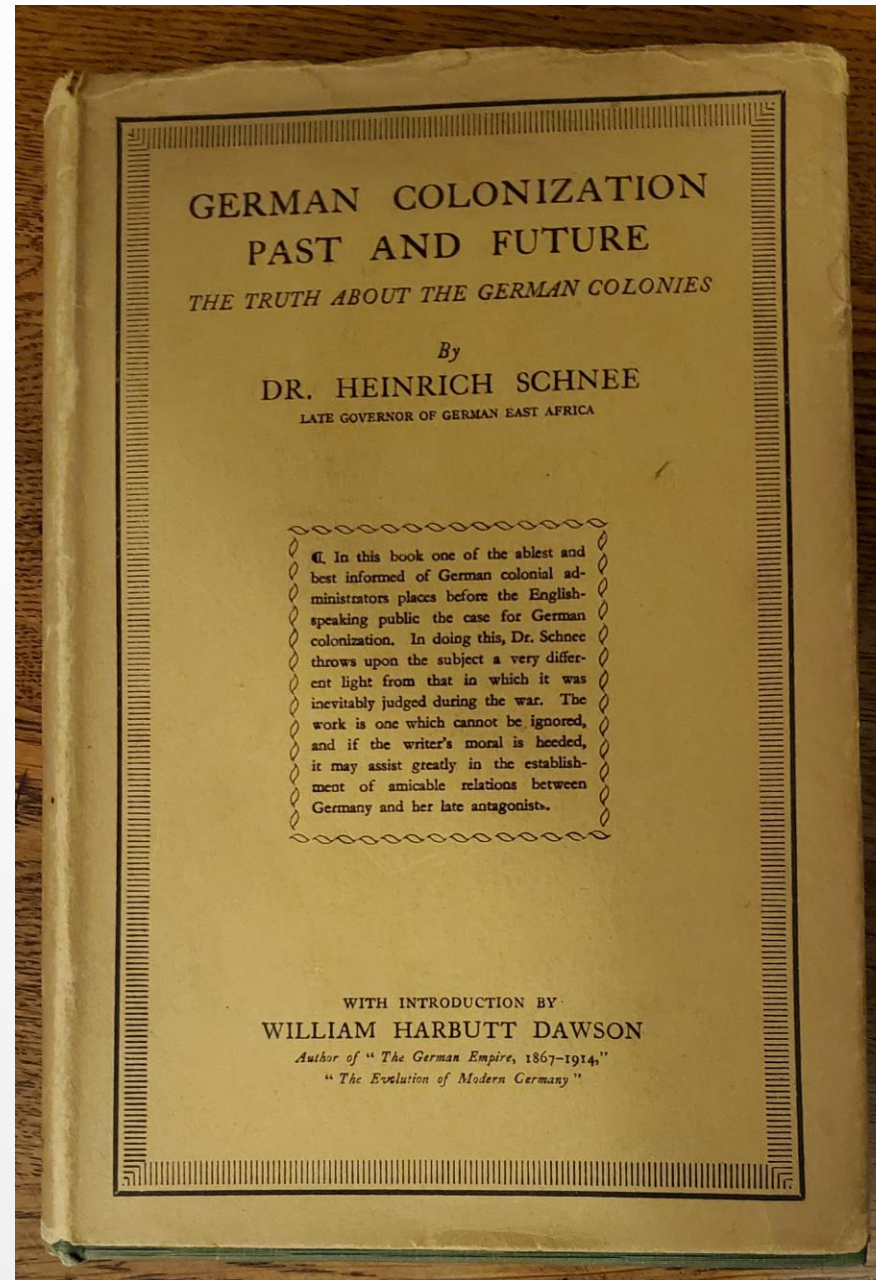 GERMAN COLONIZATION
PAST AND FUTURE
THE TRUTH ABOUT THE GERMAN COLONIES
By
DR. HEINRICH SCHNEE
LATE GOVERNOR OF GERMAN EAST AFRICA
⁋ In this book one of the ablest and
best informed of German colonial ad-
ministrators places before the English-
speaking public the case for German
colonization. In doing this, Dr. Schnee
throws upon the subject a very differ-
ent light from that in which it was
inevitably judged during the war. The
work is one which cannot be ignored,
and if the writer's moral is heeded,
it may assist greatly in the establish-
ment of amicable relations between
Germany and her late antagonists.
WITH INTRODUCTION BY
WILLIAM HARBUTT DAWSON
Author of "The German Empire, 1867-1914,"
"The Evolution of Modern Germany"